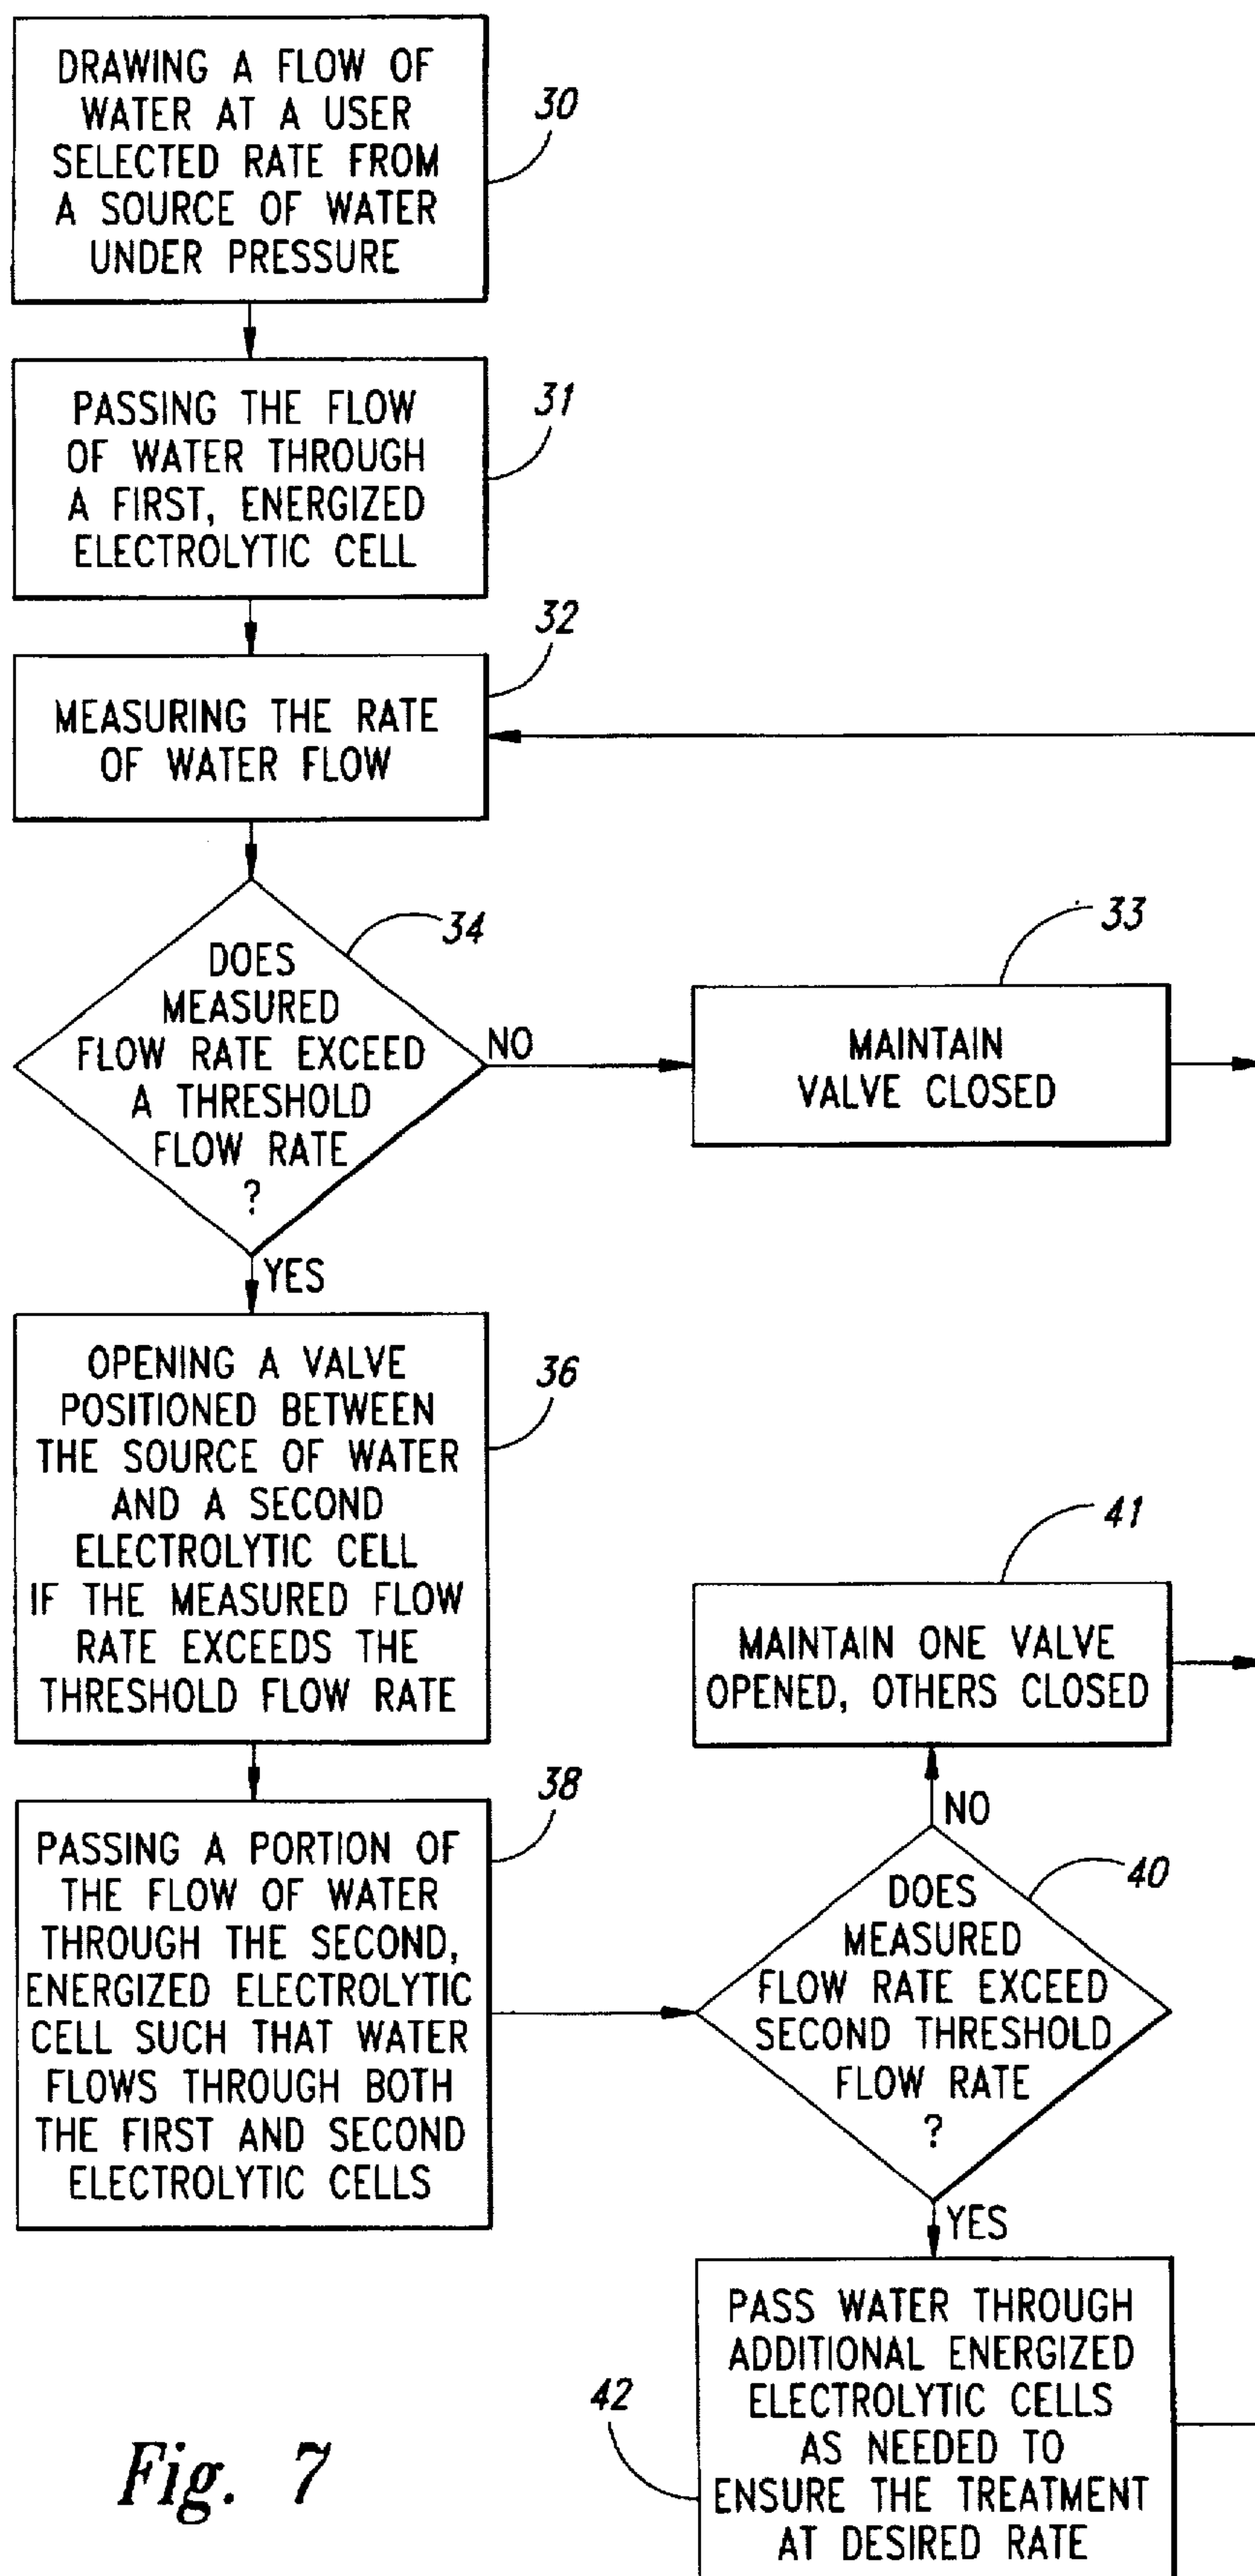 DRAWING A FLOW OF
WATER AT A USER
SELECTED RATE FROM
A SOURCE OF WATER
UNDER PRESSURE
30
PASSING THE FLOW
OF WATER THROUGH
A FIRST, ENERGIZED
ELECTROLYTIC CELL
31
MEASURING THE RATE
OF WATER FLOW
32
DOES
MEASURED
FLOW RATE EXCEED
A THRESHOLD
FLOW RATE
?
34
NO
MAINTAIN
VALVE CLOSED
33
YES
OPENING A VALVE
POSITIONED BETWEEN
THE SOURCE OF WATER
AND A SECOND
ELECTROLYTIC CELL
IF THE MEASURED FLOW
RATE EXCEEDS THE
THRESHOLD FLOW RATE
36
PASSING A PORTION OF
THE FLOW OF WATER
THROUGH THE SECOND,
ENERGIZED ELECTROLYTIC
CELL SUCH THAT WATER
FLOWS THROUGH BOTH
THE FIRST AND SECOND
ELECTROLYTIC CELLS
38
41
MAINTAIN ONE VALVE
OPENED, OTHERS CLOSED
NO
DOES
MEASURED
FLOW RATE EXCEED
SECOND THRESHOLD
FLOW RATE
?
40
YES
PASS WATER THROUGH
ADDITIONAL ENERGIZED
ELECTROLYTIC CELLS
AS NEEDED TO
ENSURE THE TREATMENT
AT DESIRED RATE
42
Fig. 7